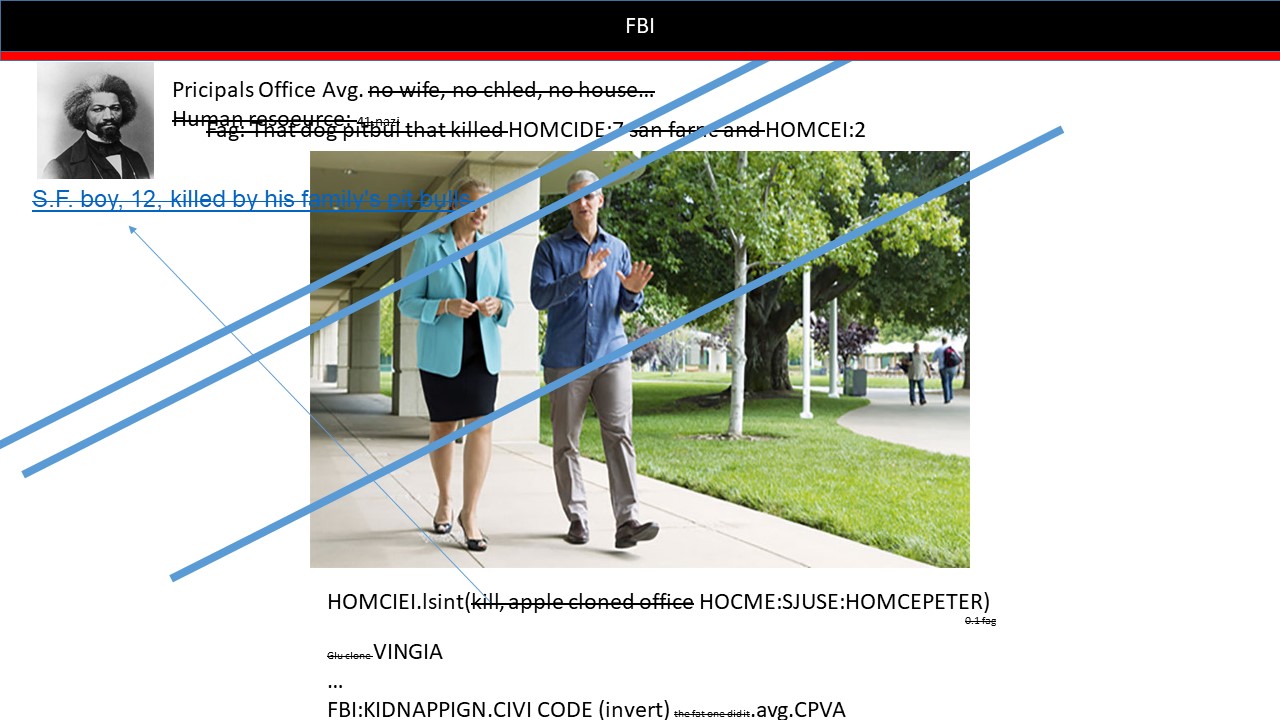 FBI
Pricipals Office Avg. no wife, no chled, no house...
Human resoeurce: 41 nazi
Fag: That dog pitbul that killed HOMCIDE:7 san farnc and HOMCEI:2
S.F. boy, 12, killed by his family's pit bulls
HOMCIEI.lsint(kill, apple cloned office HOCME:SJUSE:HOMCEPETER)
0.1 fag
Glu clone VINGIA
...
FBI:KIDNAPPIGN.CIVI CODE (invert) the fat one did it.avg.CPVA